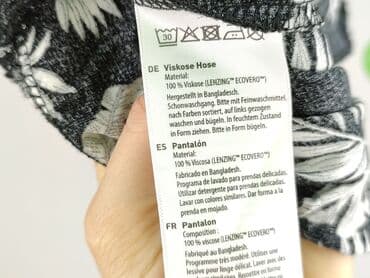 30
DE Viskose Hose
Material:
100 % Viskose (LENZING™ ECOVERO™)
Hergestellt in Bangladesch.
Schonwaschgang. Bitte mit Feinwaschmittel,
nach Farben sortiert, auf links gezogen
waschen und bügeln. In feuchtem Zustand
in Form ziehen. Bitte in Form bügeln.
ES Pantalón
Material:
100 % Viscosa (LENZING™ ECOVERO™)
Fabricado en Bangladesh.
Programa de lavado para prendas delicadas.
Utilizar detergente para prendas delicadas.
Lavar con colores similares. Dar forma a la
prenda en mojado.
FR Pantalon
Composition :
100 % viscose (LENZING™ ECOVERO™)
Fabriqué au Bangladesh.
Programme très modéré. Utiliser une
lessive pour linge délicat. Laver